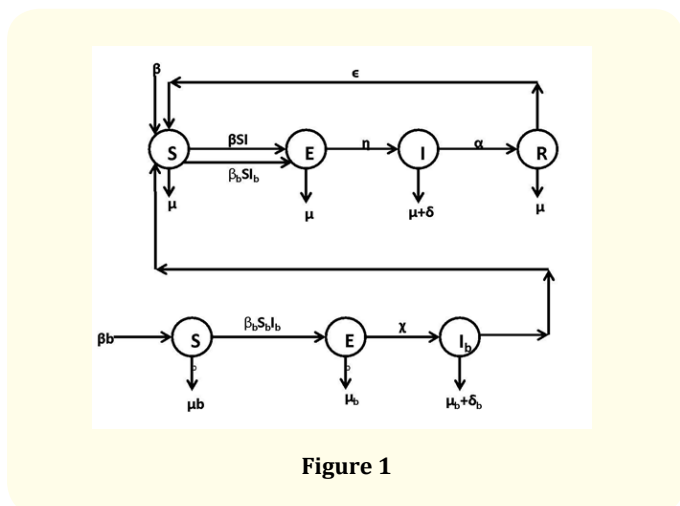 β
ϵ
S
βSI
β_bSI_b
E
η
I
α
R
μ
μ
μ+δ
μ
βb
S
β_bS_bI_b
E
χ
I_b
μb
μ_b
μ_b+δ_b
Figure 1